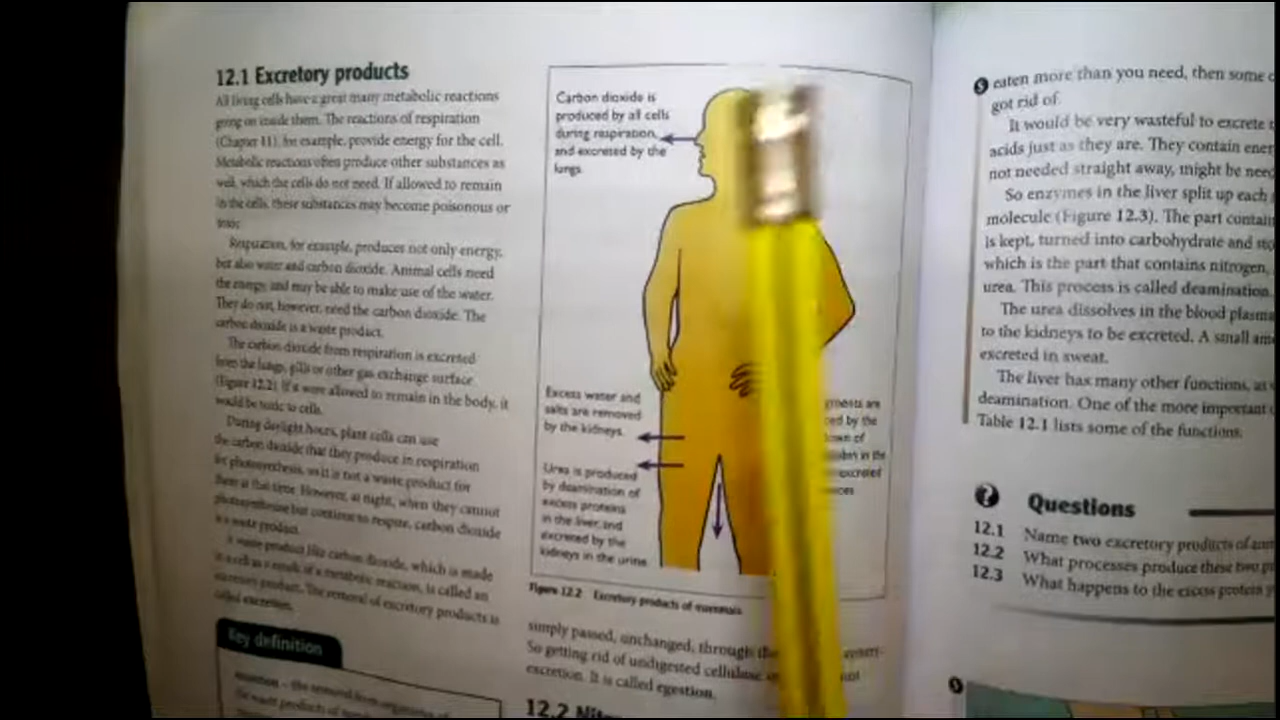 12.1 Excretory products
All living cells have a great many metabolic reactions
going on inside them. The reactions of respiration
(Chapter 11), for example, provide energy for the cell.
Metabolic reactions often produce other substances as
well, which the cells do not need. If allowed to remain
in the cells, these substances may become poisonous or
toxic.
Respiration, for example, produces not only energy,
but also water and carbon dioxide. Animal cells need
the energy, and may be able to make use of the water.
They do not, however, need the carbon dioxide. The
carbon dioxide is a waste product.
The carbon dioxide from respiration is excreted
from the lungs, gills or other gas exchange surface
(Figure 12.2). If it were allowed to remain in the body, it
would be toxic to cells.
During daylight hours, plant cells can use
the carbon dioxide that they produce in respiration
for photosynthesis, so it is not a waste product for
them at that time. However, at night, when they cannot
photosynthesise but continue to respire, carbon dioxide
is a waste product.
A waste product like carbon dioxide, which is made
in a cell as a result of a metabolic reaction, is called an
excretory product. The removal of excretory products is
called excretion.
Key definition
excretion – the removal from organisms of
the waste products of
Carbon dioxide is
produced by all cells
during respiration,
and excreted by the
lungs.
Excess water and
salts are removed
by the kidneys.
Urea is produced
by deamination of
excess proteins
in the liver, and
excreted by the
kidneys in the urine.
are
by the
of
in the
excreted
Figure 12.2 Excretory products of mammals.
simply passed, unchanged, through the
So getting rid of undigested cellulose
excretion. It is called egestion.
12.2
S eaten more than you need, then some
got rid of.
It would be very wasteful to excrete
acids just as they are. They contain
not needed straight away, might be
So enzymes in the liver split up each
molecule (Figure 12.3). The part
is kept, turned into carbohydrate and
which is the part that contains nitrogen,
urea. This process is called deamination.
The urea dissolves in the blood
to the kidneys to be excreted. A small
excreted in sweat.
The liver has many other functions, as
deamination. One of the more important
Table 12.1 lists some of the functions.
? Questions
12.1 Name two excretory products of
12.2 What processes produce these two
12.3 What happens to the excess protein
S